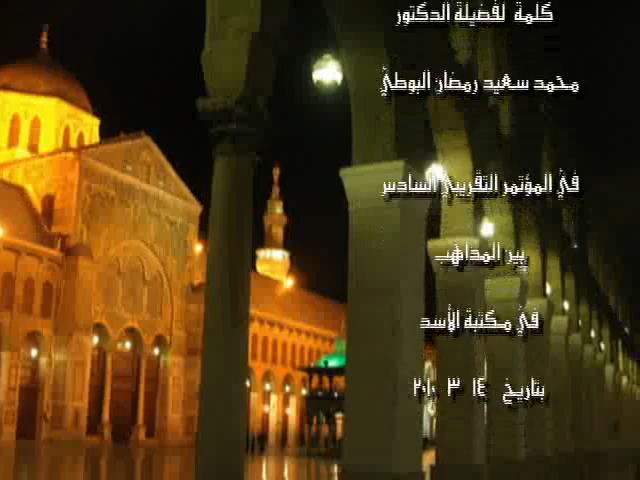 كلمة لفضيلة الدكتور
محمد سعيد رمضان البوطي
في المؤتمر التقريبي السادس
بين المذاهب
في مكتبة الأسد
بتاريخ ١٤ ٣ ٢٠١٠